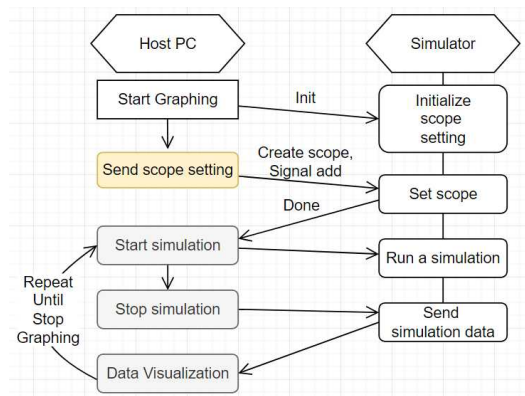 Host PC
Simulator
Start Graphing
Init
Initialize
scope
setting
Send scope setting
Create scope,
Signal add
Set scope
Done
Start simulation
Run a simulation
Repeat
Until
Stop
Graphing
Stop simulation
Send
simulation data
Data Visualization